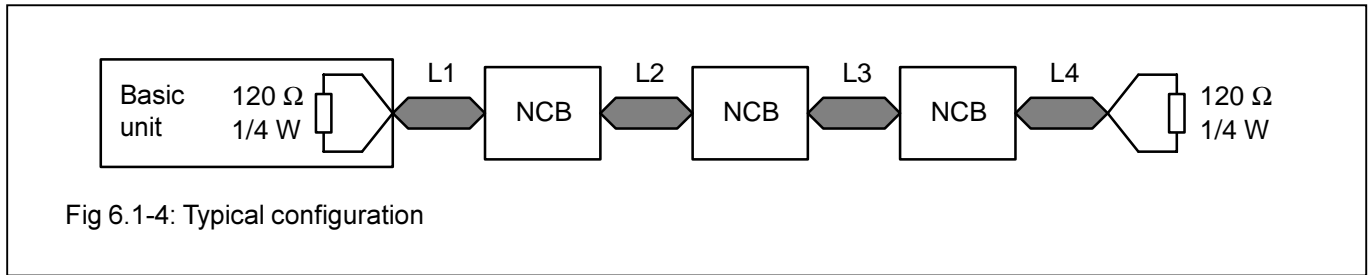 L1 L2 L3 L4
Basic unit
120 Ω
1/4 W
NCB NCB NCB
120 Ω
1/4 W
Fig 6.1-4: Typical configuration